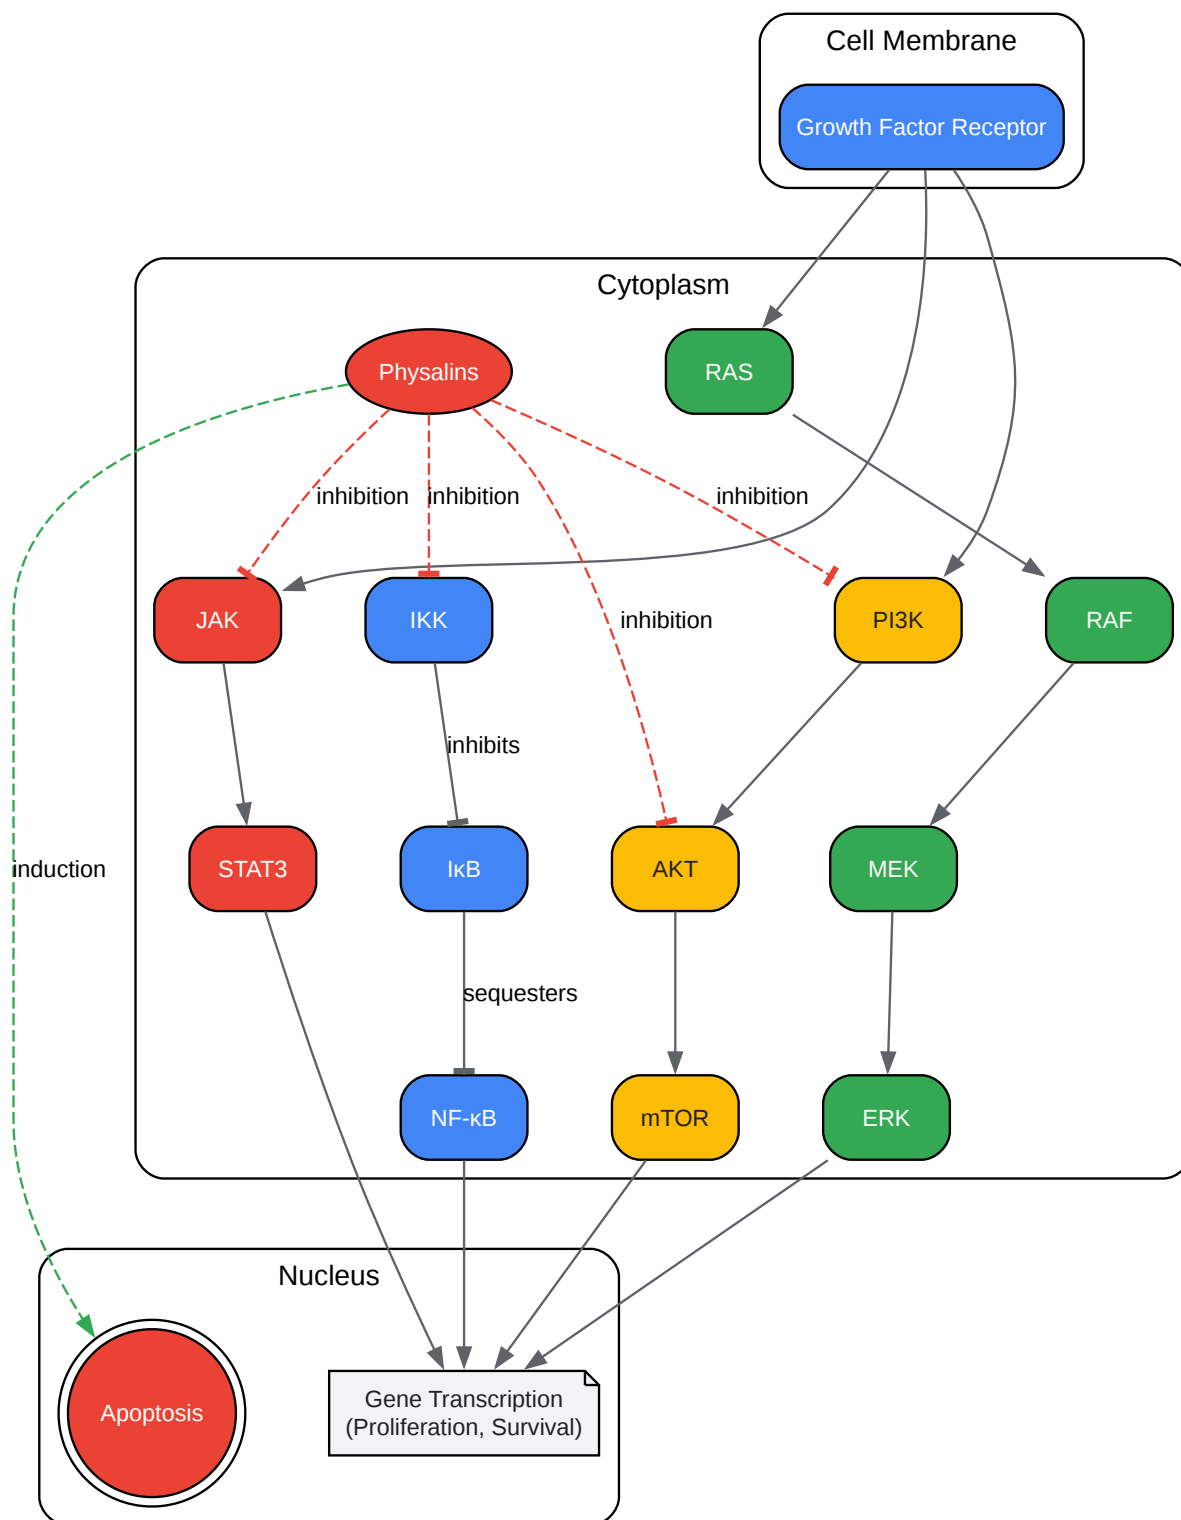 Cell Membrane
Growth Factor Receptor
Cytoplasm
Physalins
RAS
inhibition
inhibition
inhibition
JAK
IKK
inhibition
PI3K
RAF
inhibits
induction
STAT3
IκB
AKT
MEK
sequesters
NF-κB
mTOR
ERK
Nucleus
Apoptosis
Gene Transcription
(Proliferation, Survival)